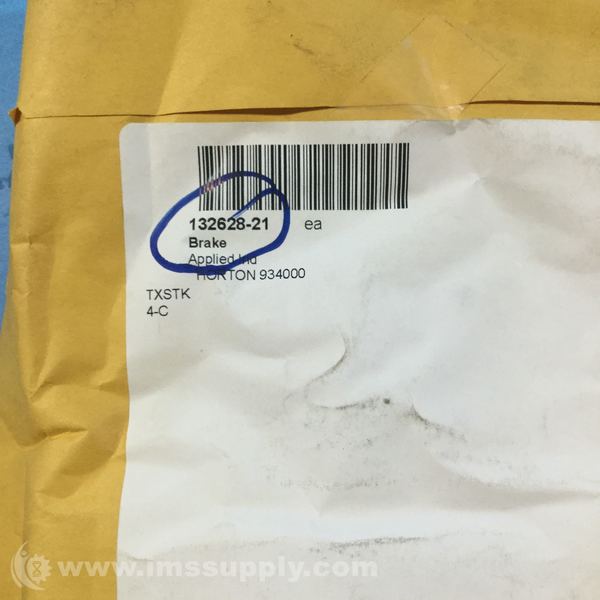 132628-21 ea
Brake
Applied Ind
HORTON 934000
TXSTK
4-C
www.imssupply.com